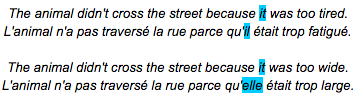 The animal didn't cross the street because it was too tired.
L'animal n'a pas traversé la rue parce qu'il était trop fatigué.
The animal didn't cross the street because it was too wide.
L'animal n'a pas traversé la rue parce qu'elle était trop large.